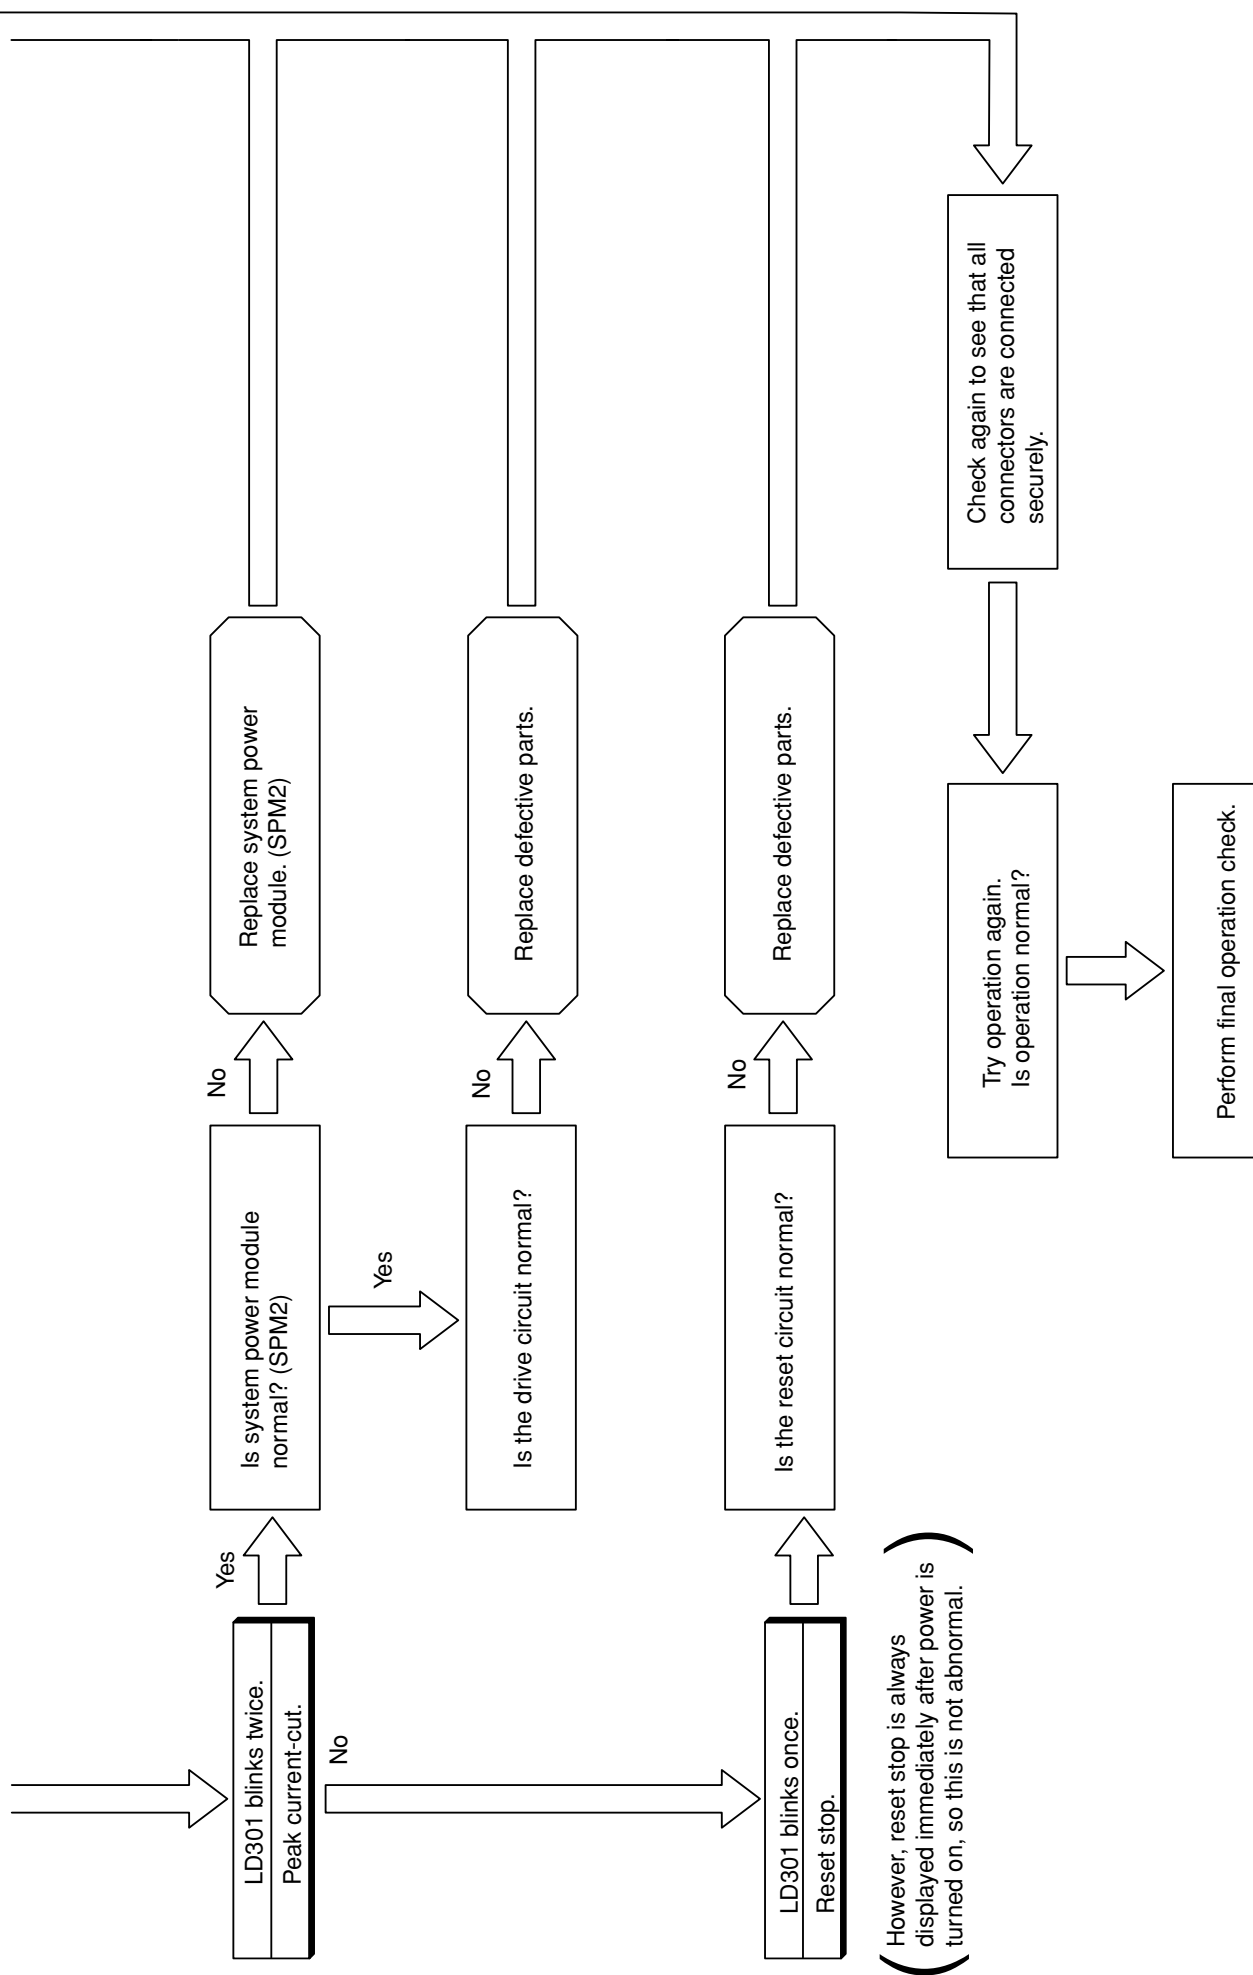 LD301 blinks twice.
Peak current-cut.
Yes
Is system power module
normal? (SPM2)
No
Replace system power
module. (SPM2)
Yes
Is the drive circuit normal?
No
Replace defective parts.
No
LD301 blinks once.
Reset stop.
Is the reset circuit normal?
No
Replace defective parts.
However, reset stop is always
displayed immediately after power is
turned on, so this is not abnormal.
Check again to see that all
connectors are connected
securely.
Try operation again.
Is operation normal?
Perform final operation check.